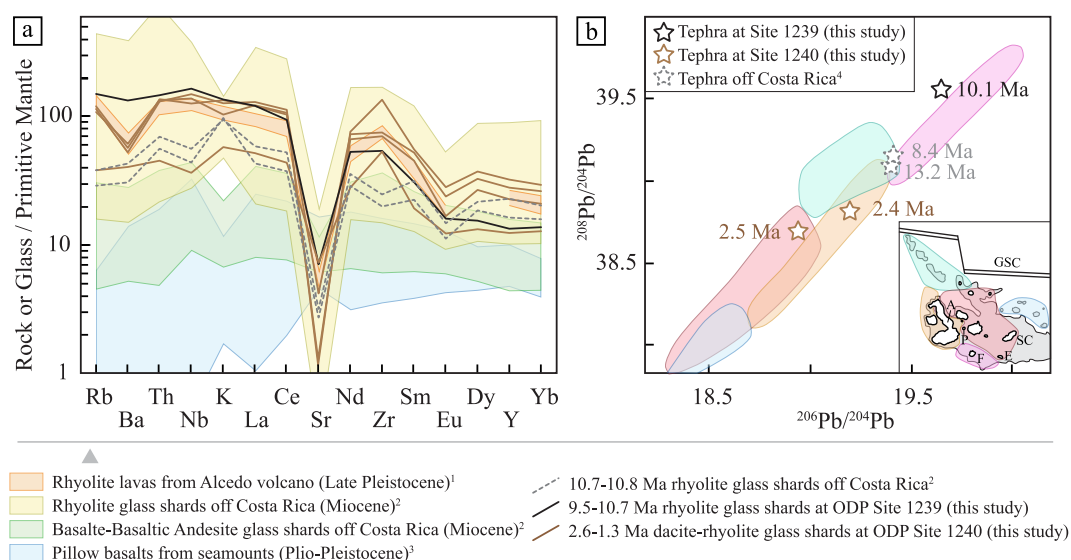 a
Rock or Glass / Primitive Mantle
100
10
1
Rb
Ba
Th
Nb
K
La
Ce
Sr
Nd
Zr
Sm
Eu
Dy
Y
Yb
b
Tephra at Site 1239 (this study)
Tephra at Site 1240 (this study)
Tephra off Costa Rica⁴
²⁰⁸Pb/²⁰⁴Pb
39.5
38.5
10.1 Ma
8.4 Ma
13.2 Ma
2.4 Ma
2.5 Ma
GSC
A
P
SC
F
E
18.5
19.5
²⁰⁶Pb/²⁰⁴Pb
Rhyolite lavas from Alcedo volcano (Late Pleistocene)¹
Rhyolite glass shards off Costa Rica (Miocene)²
Basalte-Basaltic Andesite glass shards off Costa Rica (Miocene)²
Pillow basalts from seamounts (Plio-Pleistocene)³
10.7-10.8 Ma rhyolite glass shards off Costa Rica²
9.5-10.7 Ma rhyolite glass shards at ODP Site 1239 (this study)
2.6-1.3 Ma dacite-rhyolite glass shards at ODP Site 1240 (this study)